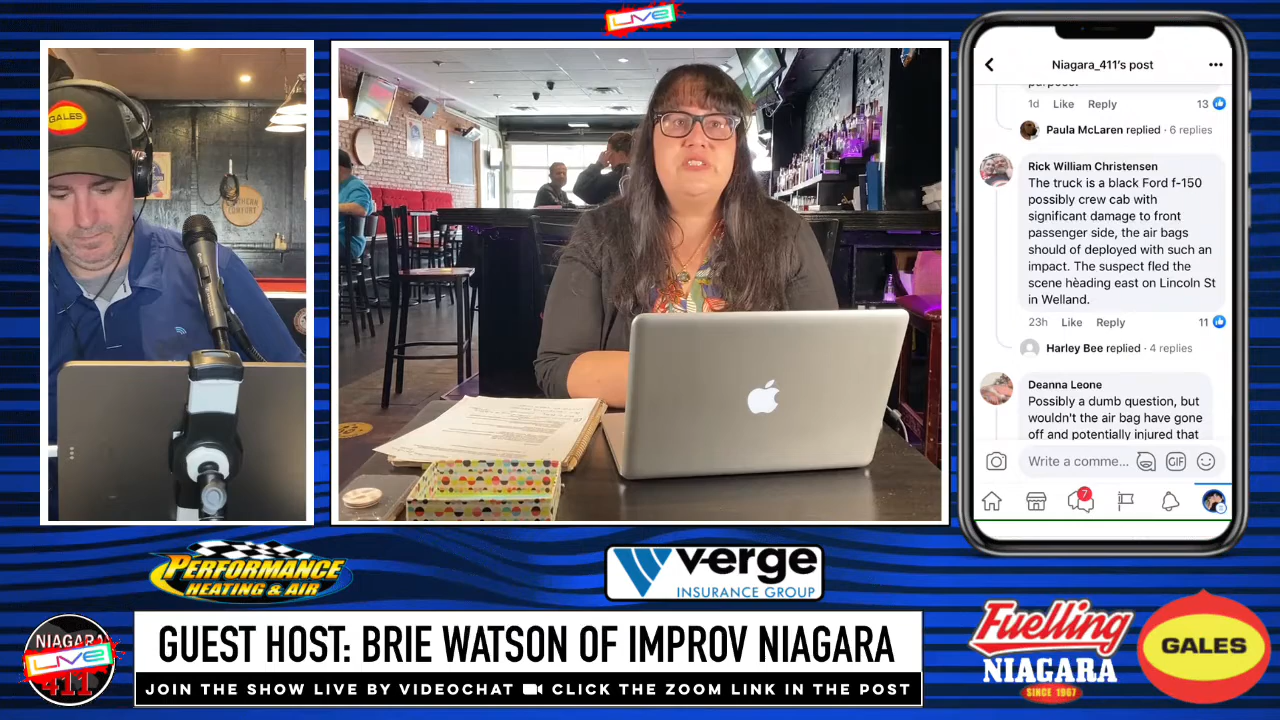 LIVE
GALES
SOUTHERN
COMFORT
Niagara_411's post
purpose.
1d Like Reply 13
Paula McLaren replied · 6 replies
Rick William Christensen
The truck is a black Ford f-150
possibly crew cab with
significant damage to front
passenger side, the air bags
should of deployed with such an
impact. The suspect fled the
scene heading east on Lincoln St
in Welland.
23h Like Reply 11
Harley Bee replied · 4 replies
Deanna Leone
Possibly a dumb question, but
wouldn't the air bag have gone
off and potentially injured that
Write a comme...
GIF
7
PERFORMANCE
HEATING & AIR
V-erge
INSURANCE GROUP
NIAGARA
LIVE
411
GUEST HOST: BRIE WATSON OF IMPROV NIAGARA
JOIN THE SHOW LIVE BY VIDEOCHAT CLICK THE ZOOM LINK IN THE POST
Fuelling
NIAGARA
SINCE 1967
GALES